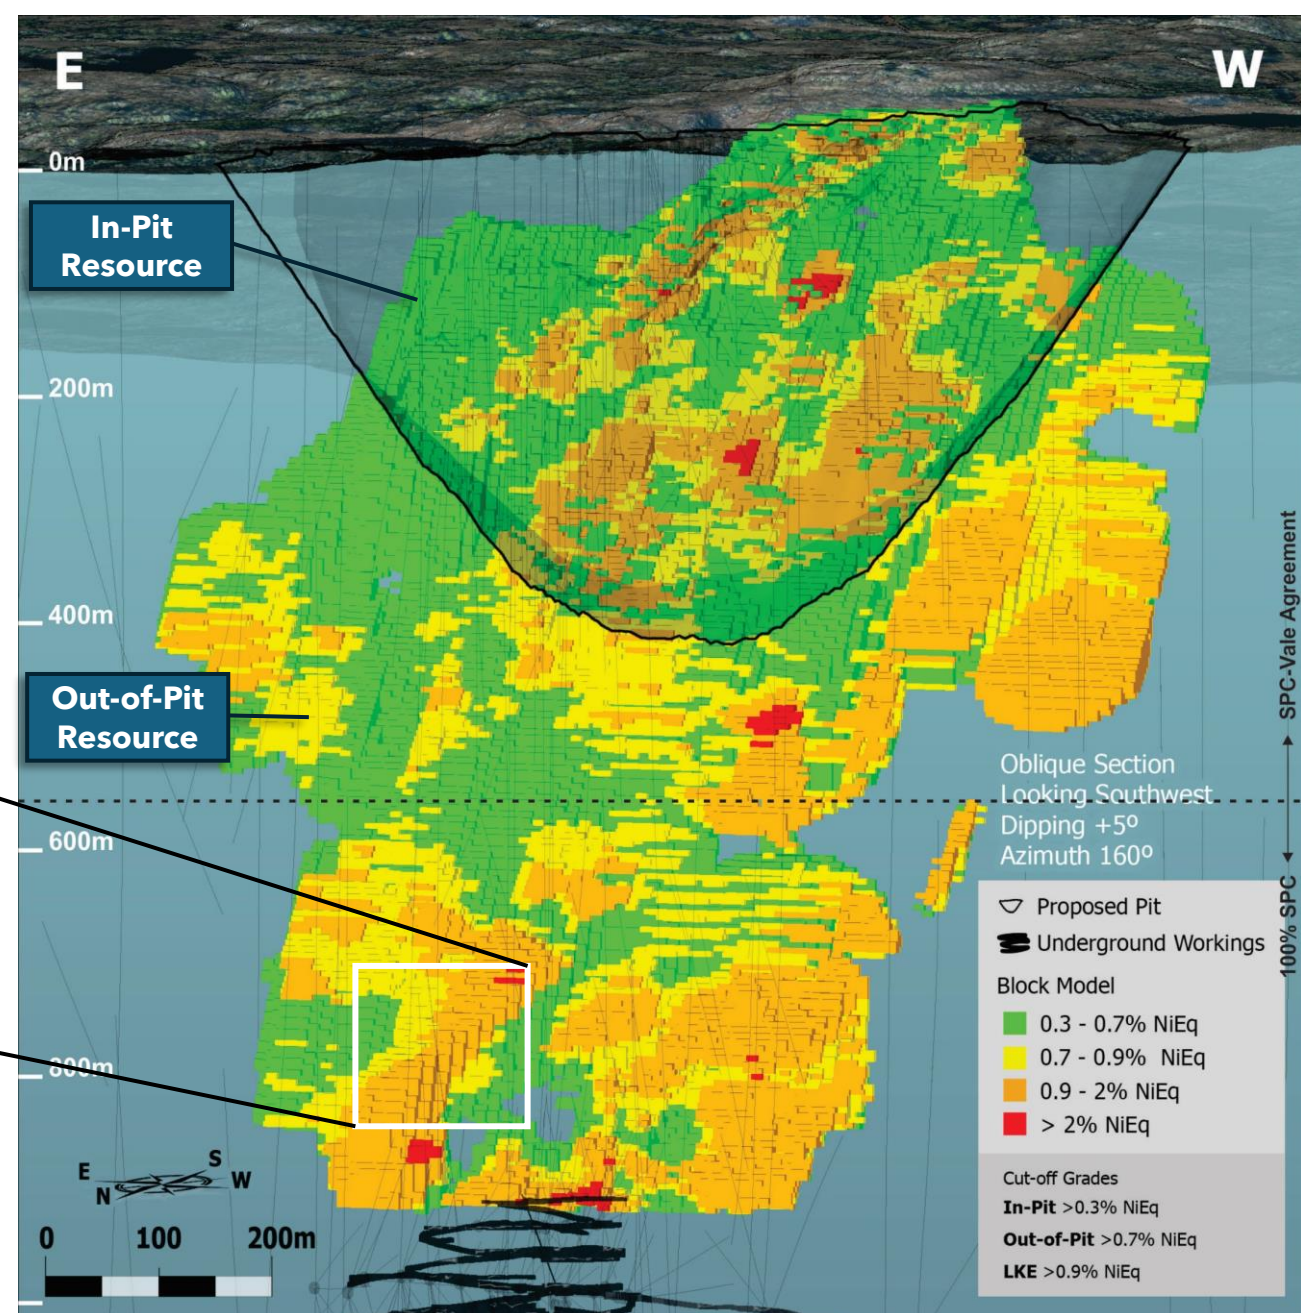 E
W
0m
In-Pit
Resource
200m
400m
Out-of-Pit
Resource
SPC-Vale Agreement
Oblique Section
Looking Southwest
Dipping +5º
Azimuth 160º
600m
100% SPC
Proposed Pit
Underground Workings
Block Model
0.3 - 0.7% NiEq
0.7 - 0.9% NiEq
0.9 - 2% NiEq
> 2% NiEq
800m
Cut-off Grades
In-Pit >0.3% NiEq
Out-of-Pit >0.7% NiEq
LKE >0.9% NiEq
E
S
N
W
0 100 200m